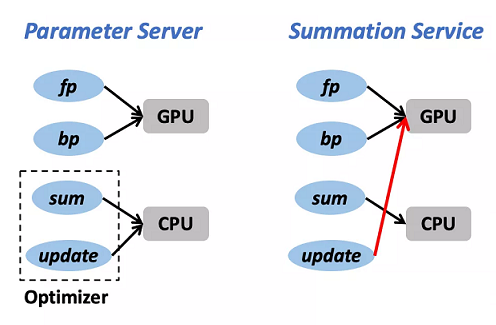 Parameter Server
fp
bp
GPU
sum
update
CPU
Optimizer
Summation Service
fp
bp
GPU
sum
update
CPU